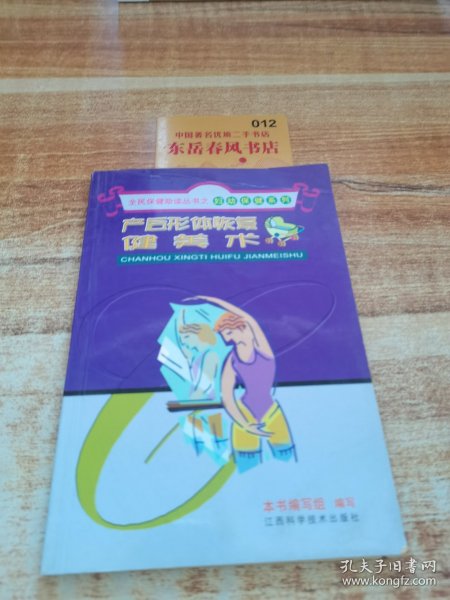 012
中国著名优质二手书店
东岳春风书店
全民保健阅读丛书之 妇幼保健系列
产后形体恢复
健美术
CHANHOU XINGTI HUIFU JIANMEISHU
本书编写组 编写
江西科学技术出版社
孔夫子旧书网
www.kongfz.com